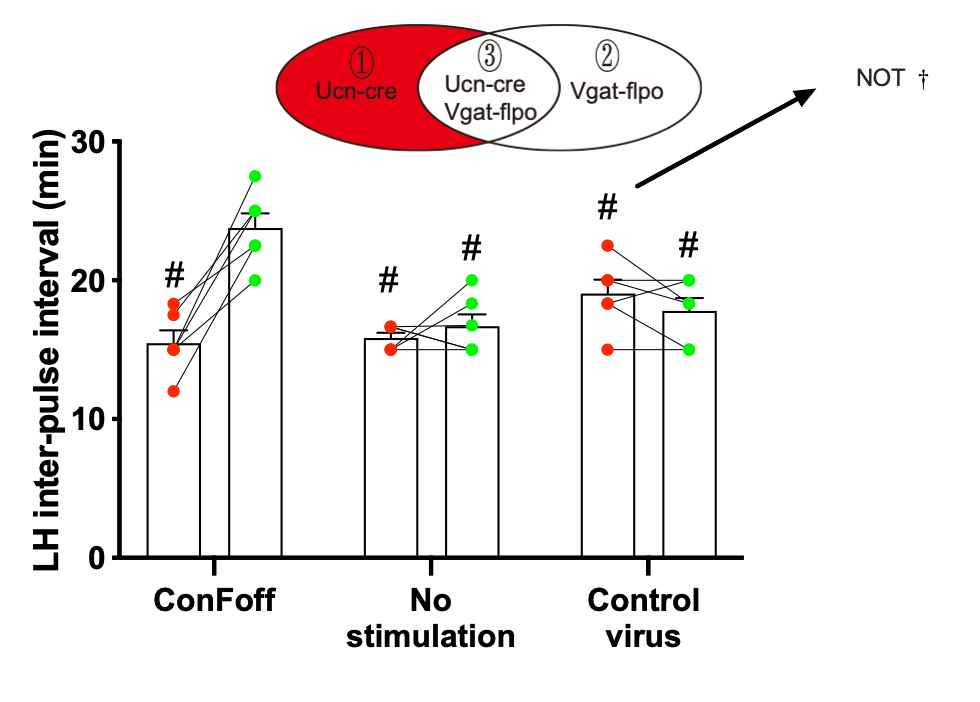 ① ③ ②
Ucn-cre Ucn-cre Vgat-flpo
Vgat-flpo
NOT †
LH inter-pulse interval (min)
30
20
10
0
#
#
#
#
#
ConFoff
No
stimulation
Control
virus